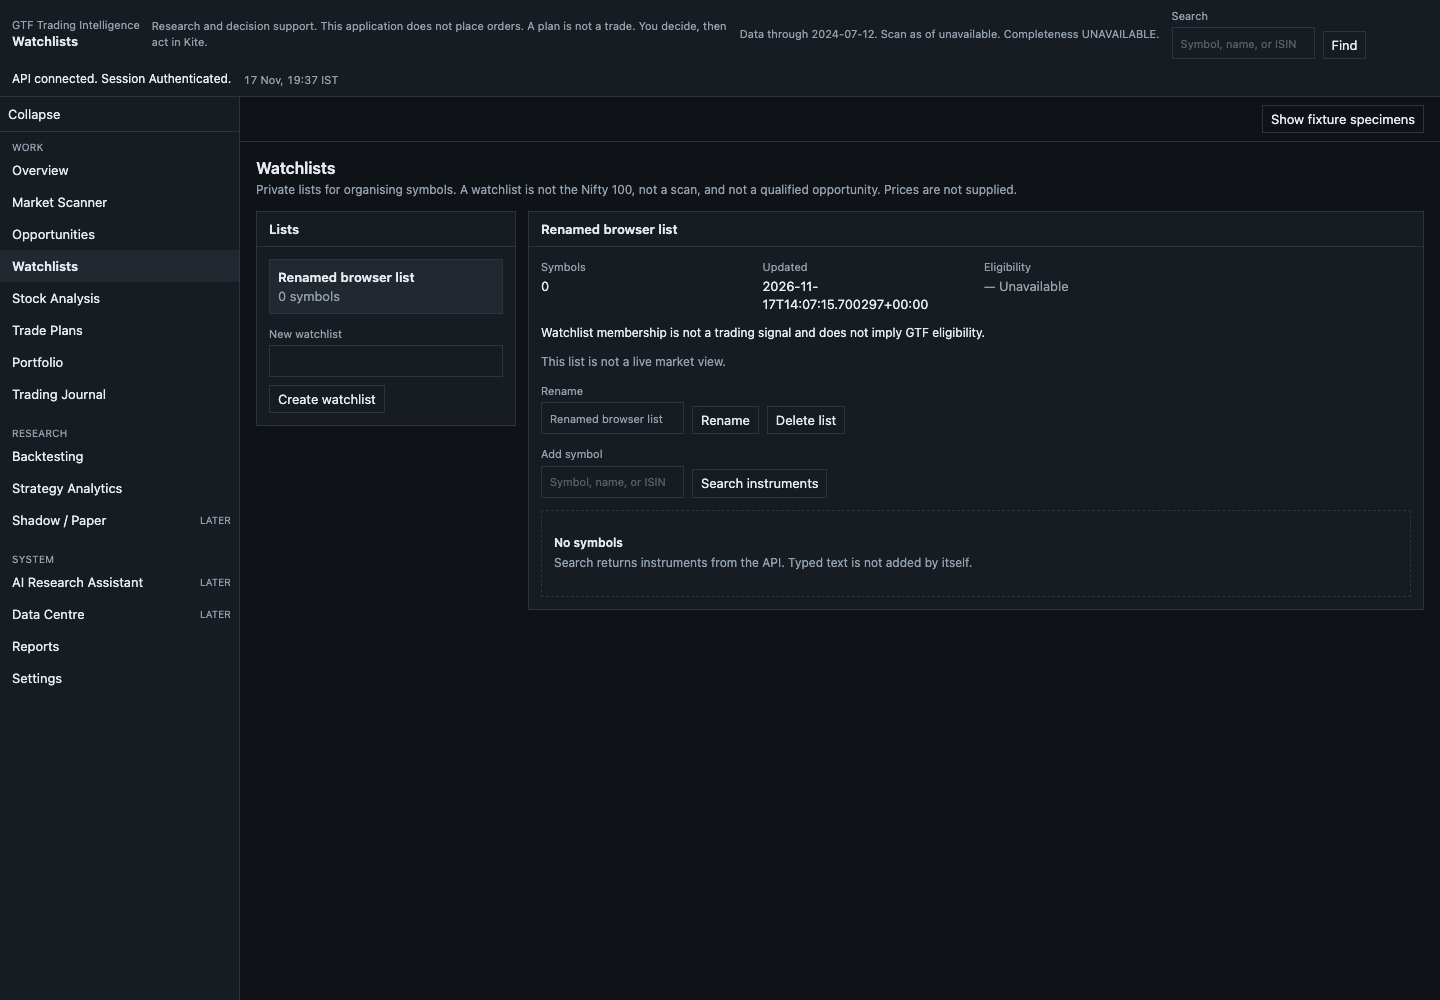 GTF Trading Intelligence
Watchlists
Research and decision support. This application does not place orders. A plan is not a trade. You decide, then
act in Kite.
Data through 2024-07-12. Scan as of unavailable. Completeness UNAVAILABLE.
Search
Symbol, name, or ISIN
Find
API connected. Session Authenticated.
17 Nov, 19:37 IST
Collapse
WORK
Overview
Market Scanner
Opportunities
Watchlists
Stock Analysis
Trade Plans
Portfolio
Trading Journal
RESEARCH
Backtesting
Strategy Analytics
Shadow / Paper LATER
SYSTEM
AI Research Assistant LATER
Data Centre LATER
Reports
Settings
Show fixture specimens
Watchlists
Private lists for organising symbols. A watchlist is not the Nifty 100, not a scan, and not a qualified opportunity. Prices are not supplied.
Lists
Renamed browser list
0 symbols
New watchlist
Create watchlist
Renamed browser list
Symbols
0
Updated
2026-11-
17T14:07:15.700297+00:00
Eligibility
— Unavailable
Watchlist membership is not a trading signal and does not imply GTF eligibility.
This list is not a live market view.
Rename
Renamed browser list
Rename
Delete list
Add symbol
Symbol, name, or ISIN
Search instruments
No symbols
Search returns instruments from the API. Typed text is not added by itself.